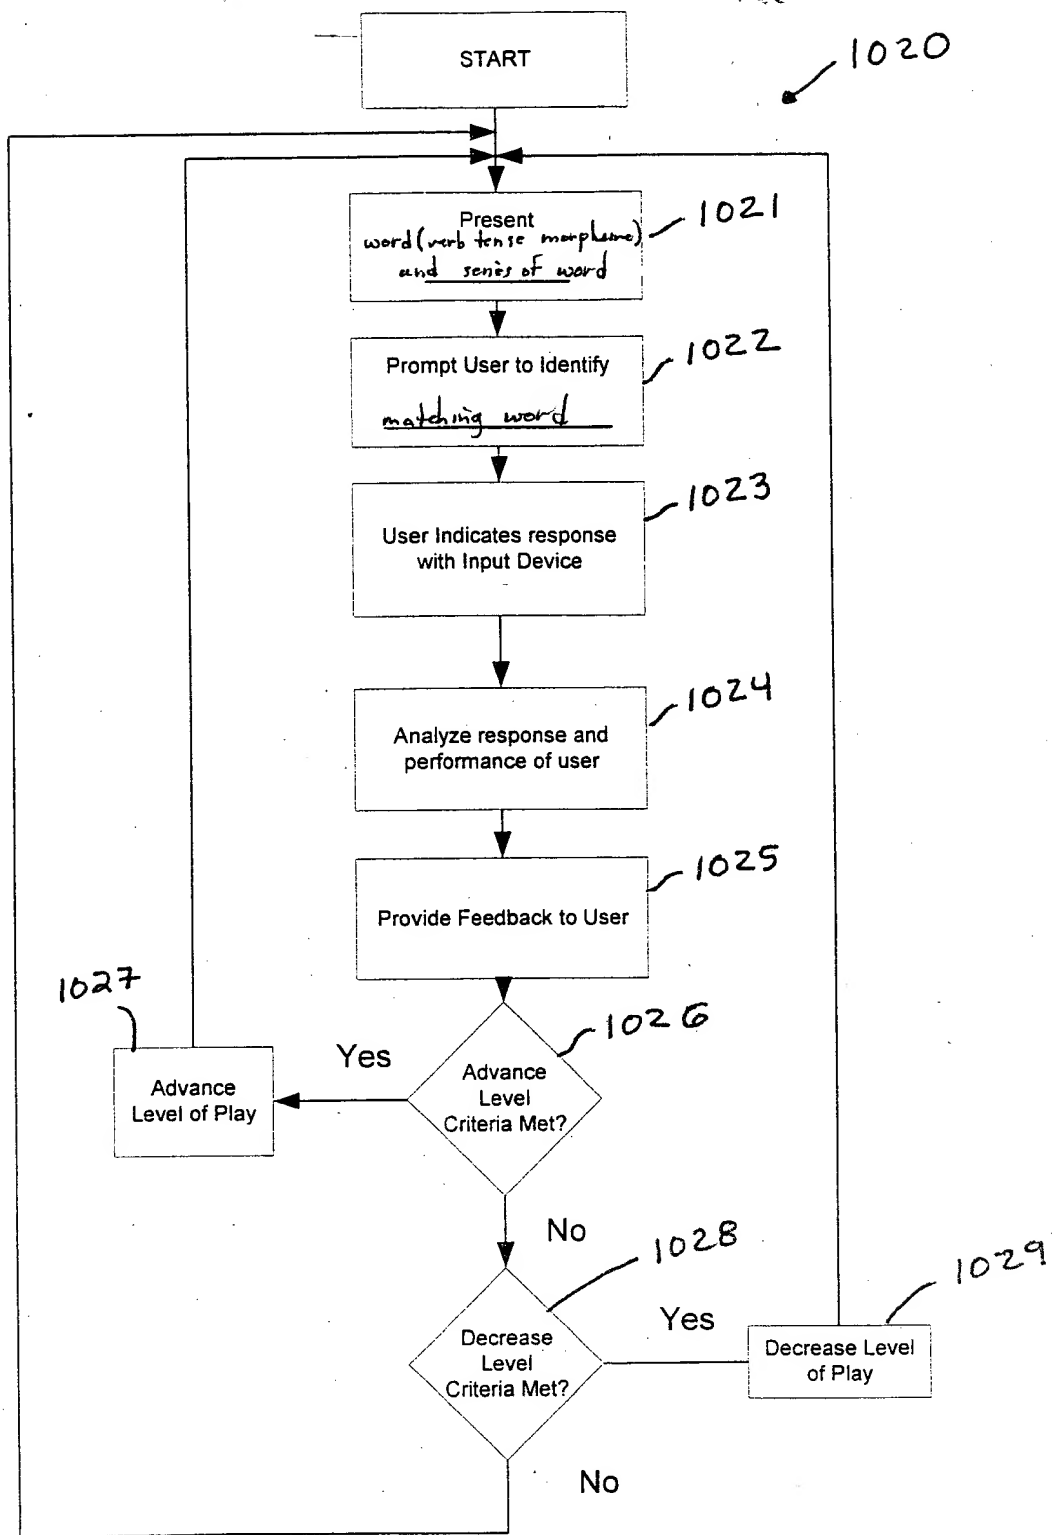 START
1020
Present
word (verb tense morpheme)
and series of word
1021
Prompt User to Identify
matching word
1022
User Indicates response
with Input Device
1023
Analyze response and
performance of user
1024
Provide Feedback to User
1025
1026
Advance
Level
Criteria Met?
Yes
1027
Advance
Level of Play
No
1028
Decrease
Level
Criteria Met?
Yes
1029
Decrease Level
of Play
No